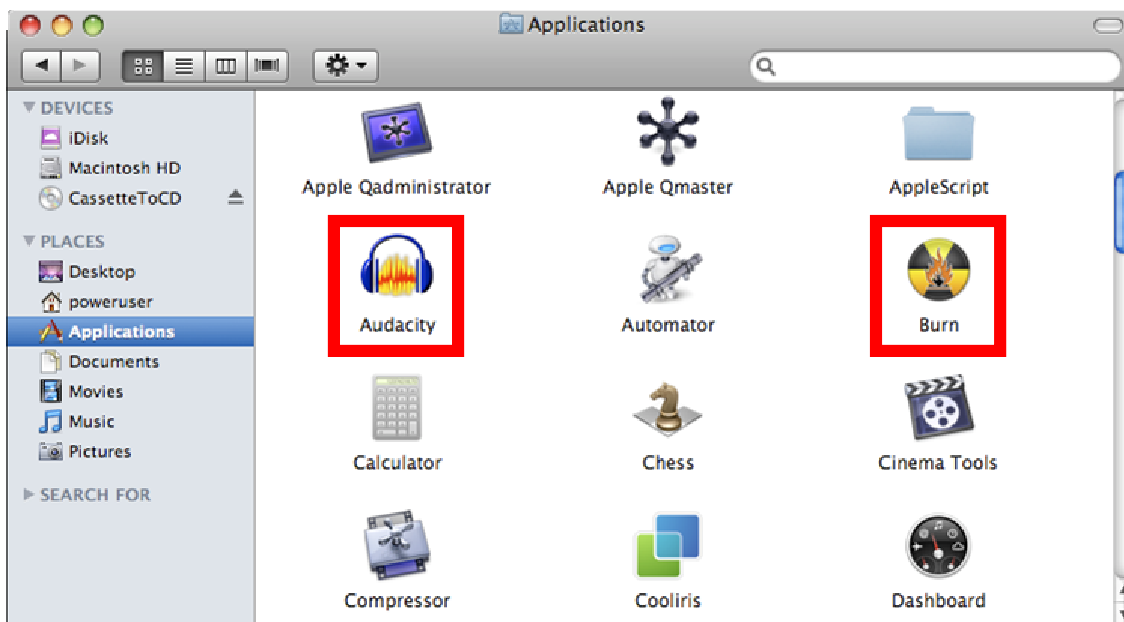 Applications
DEVICES
iDisk
Macintosh HD
CassetteToCD
PLACES
Desktop
poweruser
Applications
Documents
Movies
Music
Pictures
SEARCH FOR
Apple Qadministrator
Apple Qmaster
AppleScript
Audacity
Automator
Burn
Calculator
Chess
Cinema Tools
Compressor
Cooliris
Dashboard